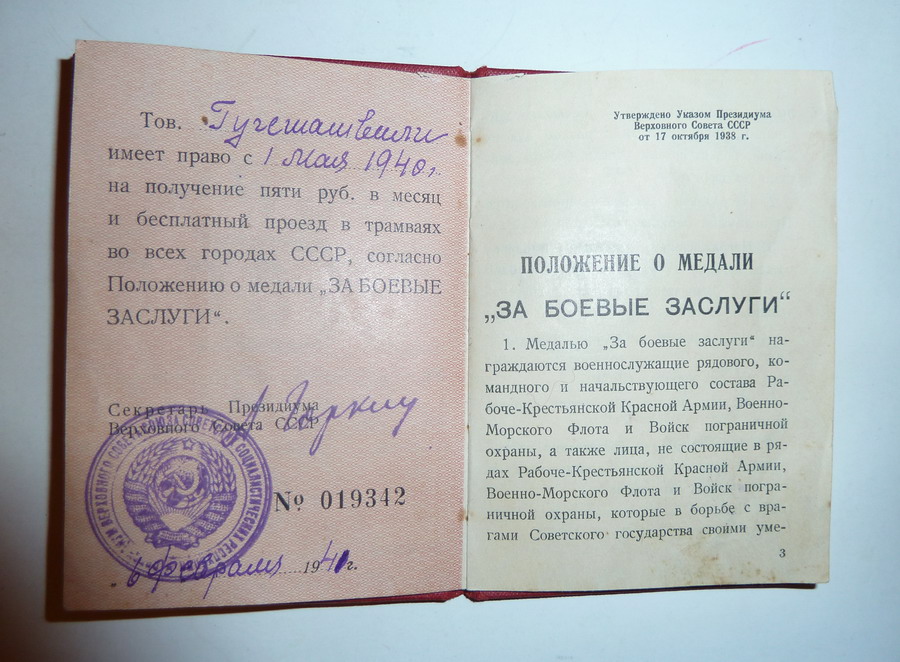 Тов. Гугешашвили
имеет право с 1 Мая 1940 г.
на получение пяти руб. в месяц
и бесплатный проезд в трамваях
во всех городах СССР, согласно
Положению о медали „ЗА БОЕВЫЕ
ЗАСЛУГИ“.
Секретарь Президиума
Верховного Совета СССР
Горкин
№ 019342
февраля 1941 г.
Утверждено Указом Президиума
Верховного Совета СССР
от 17 октября 1938 г.
ПОЛОЖЕНИЕ О МЕДАЛИ
„ЗА БОЕВЫЕ ЗАСЛУГИ“
1. Медалью „За боевые заслуги“ на-
граждаются военнослужащие рядового, ко-
мандного и начальствующего состава Ра-
боче-Крестьянской Красной Армии, Военно-
Морского Флота и Войск пограничной
охраны, а также лица, не состоящие в ря-
дах Рабоче-Крестьянской Красной Армии,
Военно-Морского Флота и Войск погра-
ничной охраны, которые в борьбе с вра-
гами Советского государства своими уме-
3